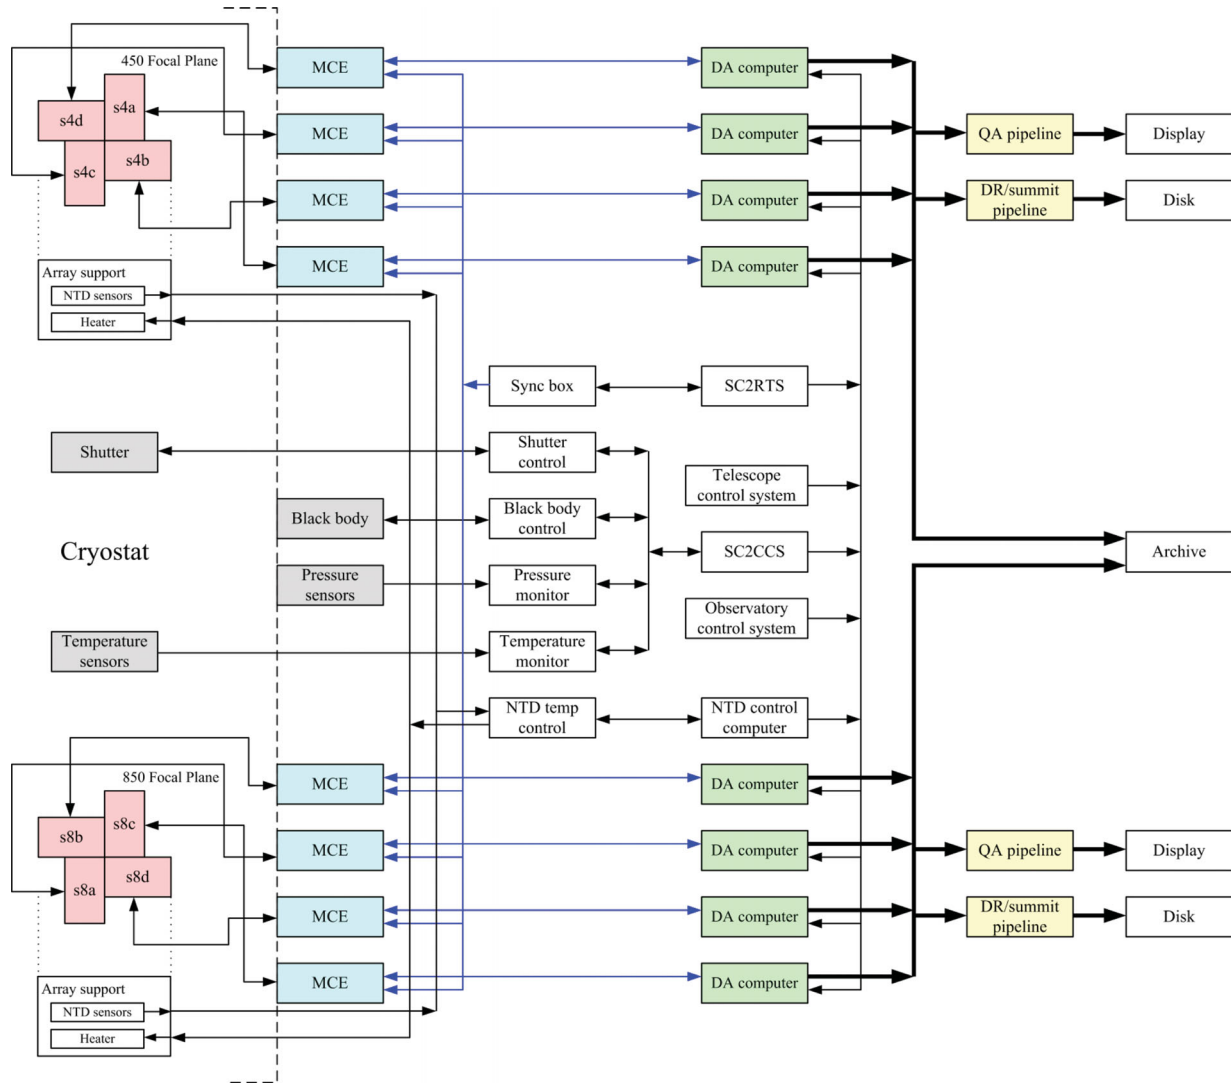 450 Focal Plane
s4a
s4d
s4b
s4c
MCE
DA computer
MCE
DA computer
QA pipeline
Display
MCE
DA computer
DR/summit
pipeline
Disk
MCE
DA computer
Array support
NTD sensors
Heater
Sync box
SC2RTS
Shutter
Shutter
control
Telescope
control system
Black body
Black body
control
Cryostat
SC2CCS
Archive
Pressure
sensors
Pressure
monitor
Observatory
control system
Temperature
sensors
Temperature
monitor
NTD temp
control
NTD control
computer
850 Focal Plane
s8c
s8b
s8d
s8a
MCE
DA computer
MCE
DA computer
QA pipeline
Display
MCE
DA computer
DR/summit
pipeline
Disk
MCE
DA computer
Array support
NTD sensors
Heater